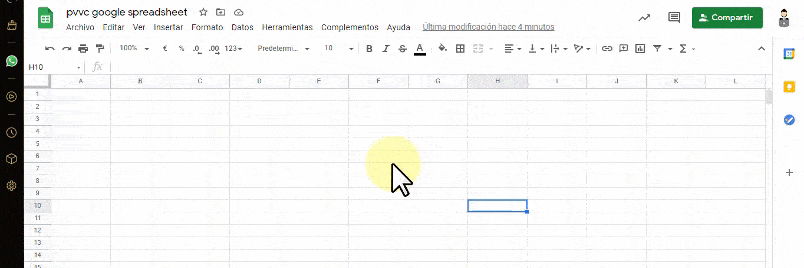 pvvc google spreadsheet
Compartir
Archivo Editar Ver Insertar Formato Datos Herramientas Complementos Ayuda Última modificación hace 4 minutos
100% € % .0 .00 123 Predetermi... 10 B I S A
H10 fx
A B C D E F G H I J K L
1
2
3
4
5
6
7
8
9
10
11
12
13
14
15